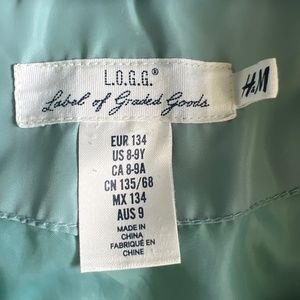 L.O.G.G.®
Label of Graded Goods
H&M
EUR 134
US 8-9Y
CA 8-9A
CN 135/68
MX 134
AUS 9
MADE IN
CHINA
FABRIQUÉ EN
CHINE